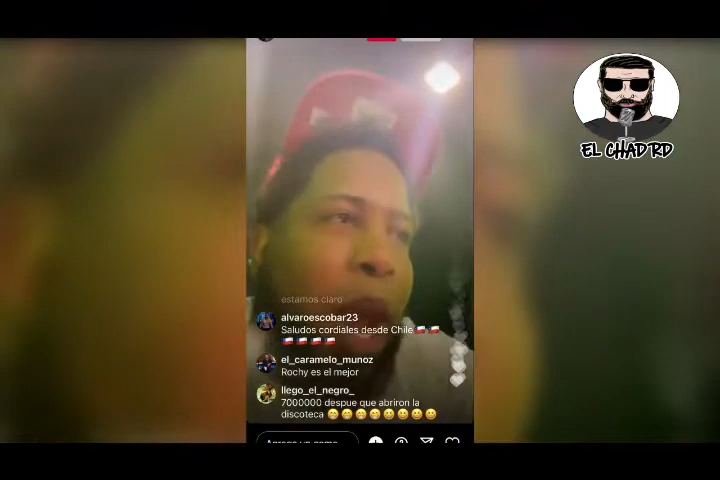 EL CHAD RD
estamos claro
alvaroescobar23
Saludos cordiales desde Chile
el_caramelo_munoz
Rochy es el mejor
llego_el_negro_
7000000 despue que abriron la
discoteca